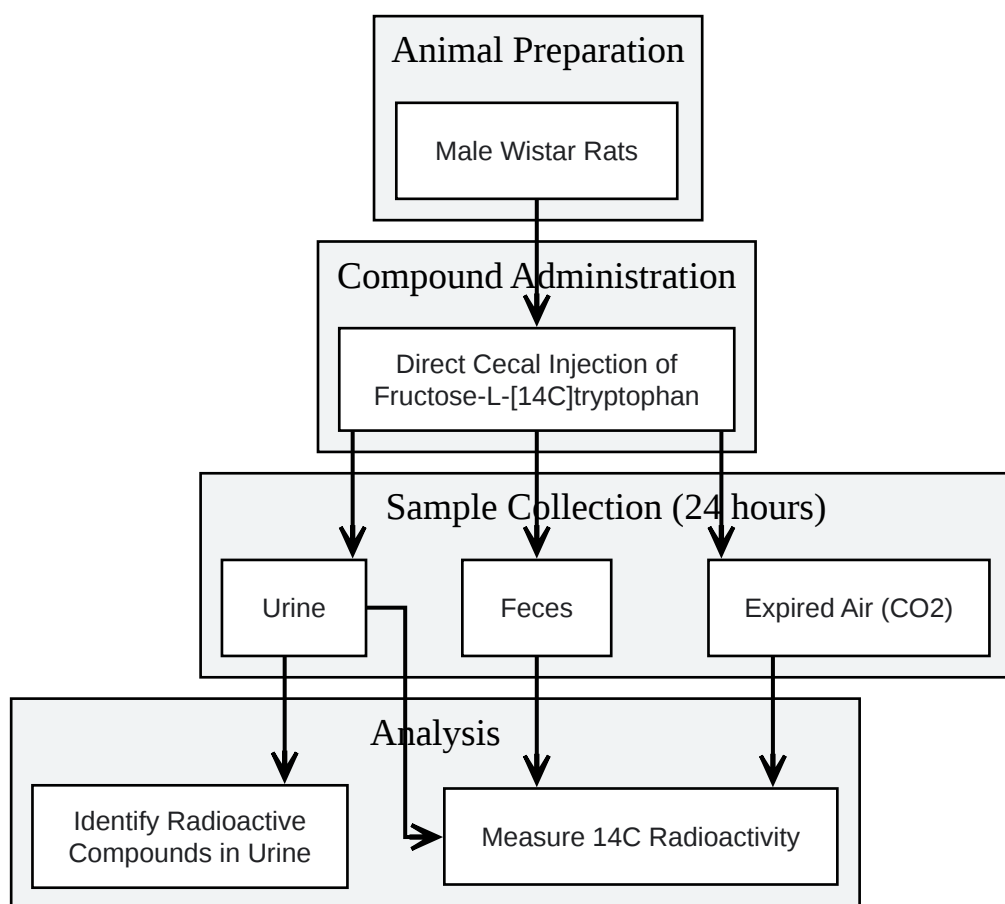 Animal Preparation
Male Wistar Rats
Compound Administration
Direct Cecal Injection of
Fructose-L-[14C]tryptophan
Sample Collection (24 hours)
Urine
Feces
Expired Air (CO2)
Analysis
Identify Radioactive
Compounds in Urine
Measure 14C Radioactivity